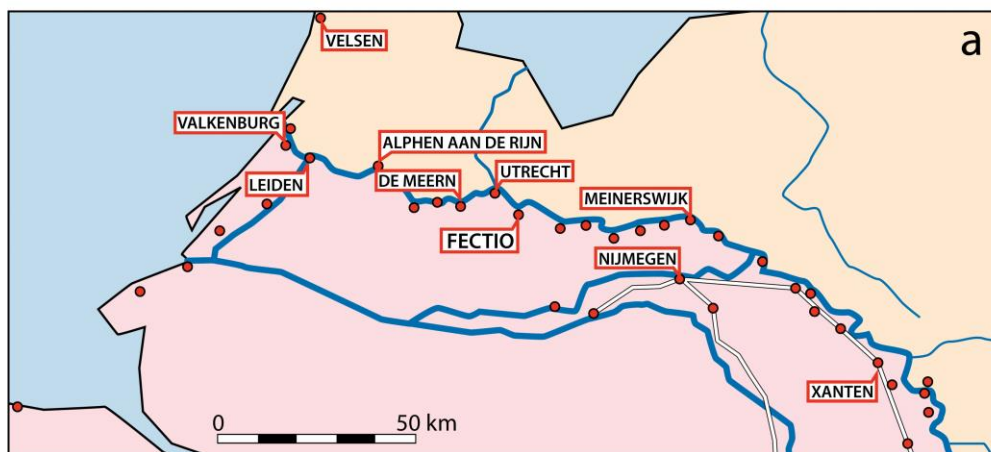 a
VELSEN
VALKENBURG
ALPHEN AAN DE RIJN
LEIDEN
DE MEERN
UTRECHT
MEINERSWIJK
FECTIO
NIJMEGEN
XANTEN
0 50 km